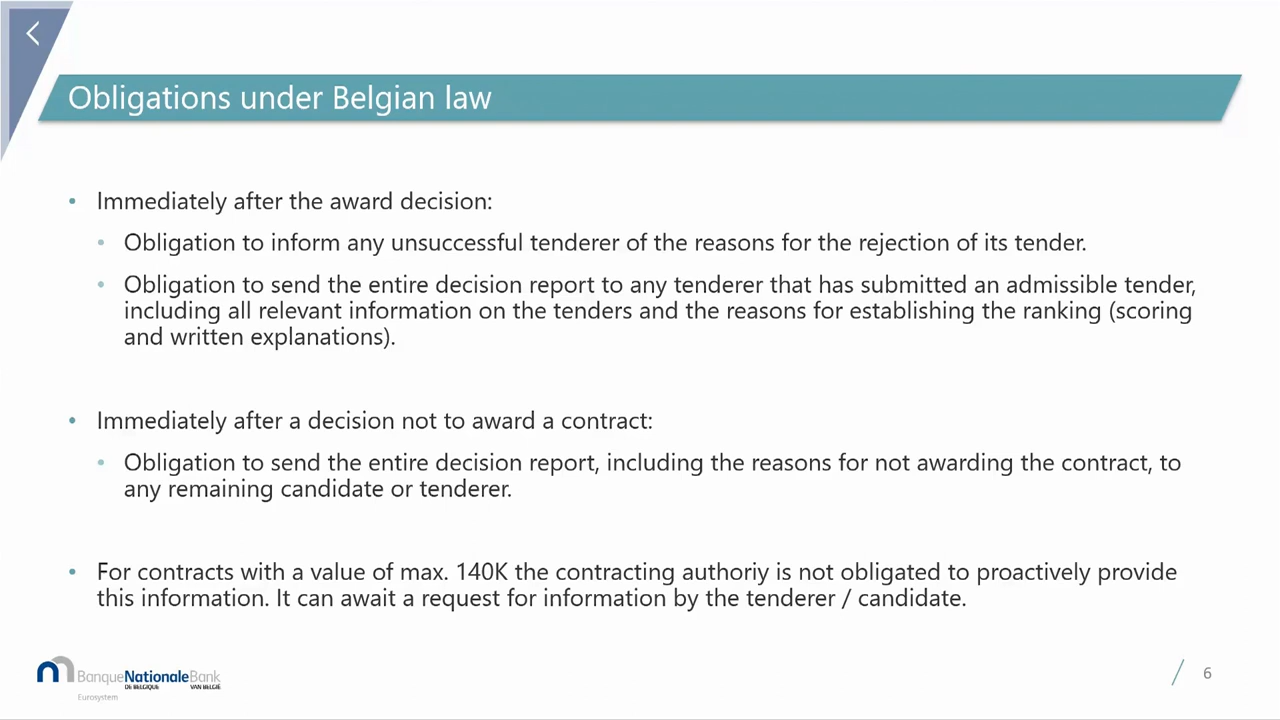 Obligations under Belgian law
• Immediately after the award decision:
• Obligation to inform any unsuccessful tenderer of the reasons for the rejection of its tender.
• Obligation to send the entire decision report to any tenderer that has submitted an admissible tender,
including all relevant information on the tenders and the reasons for establishing the ranking (scoring
and written explanations).
• Immediately after a decision not to award a contract:
• Obligation to send the entire decision report, including the reasons for not awarding the contract, to
any remaining candidate or tenderer.
• For contracts with a value of max. 140K the contracting authoriy is not obligated to proactively provide
this information. It can await a request for information by the tenderer / candidate.
BanqueNationaleBank
DE BELGIQUE VAN BELGIË
Eurosystem
6